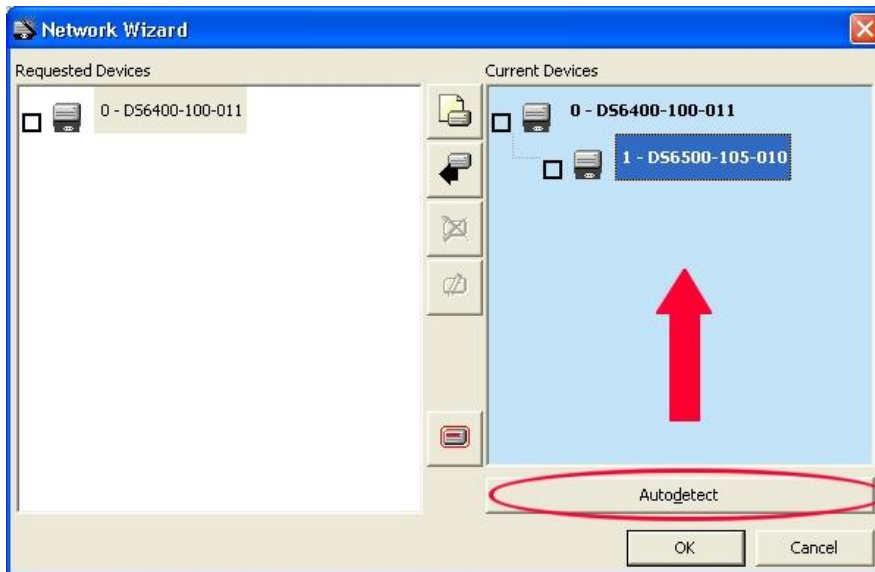 Network Wizard
Requested Devices
0 - DS6400-100-011
Current Devices
0 - DS6400-100-011
1 - DS6500-105-010
Autodetect
OK
Cancel